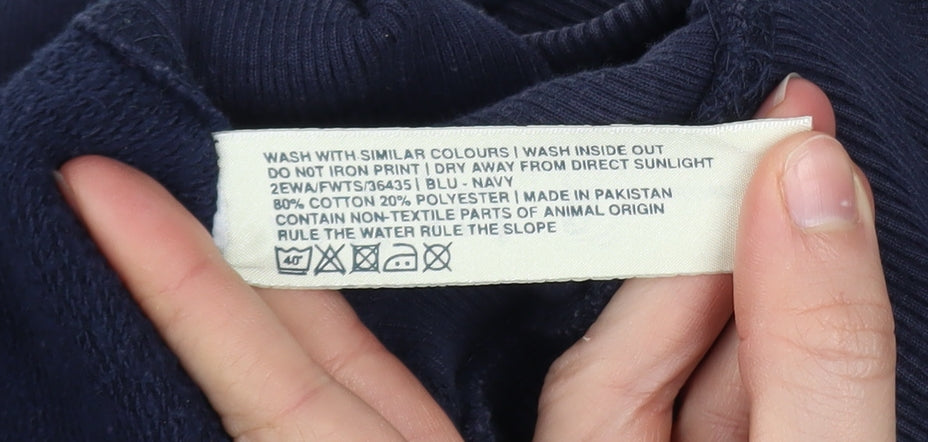 WASH WITH SIMILAR COLOURS | WASH INSIDE OUT
DO NOT IRON PRINT | DRY AWAY FROM DIRECT SUNLIGHT
2EWA/FWTS/36435 | BLU - NAVY
80% COTTON 20% POLYESTER | MADE IN PAKISTAN
CONTAIN NON-TEXTILE PARTS OF ANIMAL ORIGIN
RULE THE WATER RULE THE SLOPE
40°